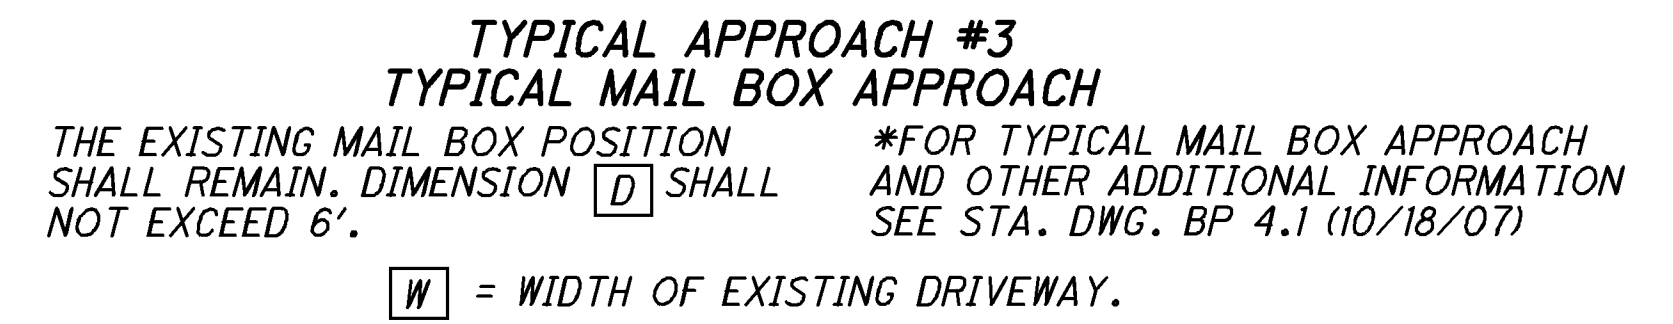 TYPICAL APPROACH #3
TYPICAL MAIL BOX APPROACH
THE EXISTING MAIL BOX POSITION
SHALL REMAIN. DIMENSION D SHALL
NOT EXCEED 6'.
*FOR TYPICAL MAIL BOX APPROACH
AND OTHER ADDITIONAL INFORMATION
SEE STA. DWG. BP 4.1 (10/18/07)
W = WIDTH OF EXISTING DRIVEWAY.